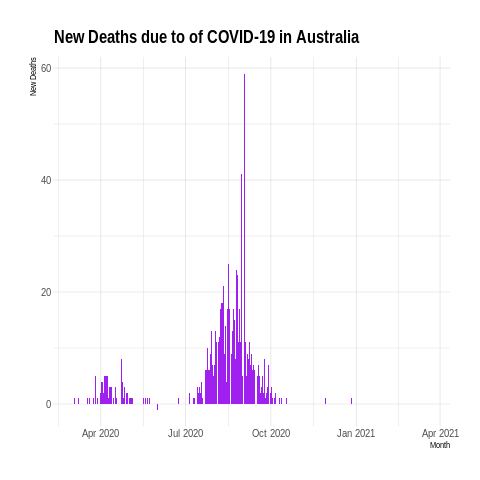 New Deaths due to of COVID-19 in Australia
New Deaths
60
40
20
0
Apr 2020 Jul 2020 Oct 2020 Jan 2021 Apr 2021
Month